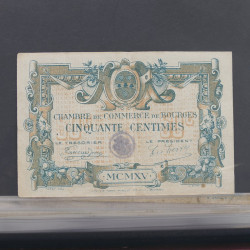 CHAMBRE DE COMMERCE DE BOURGES
CINQUANTE CENTIMES
LE TRÉSORIER, LE PRÉSIDENT,
MCMXV